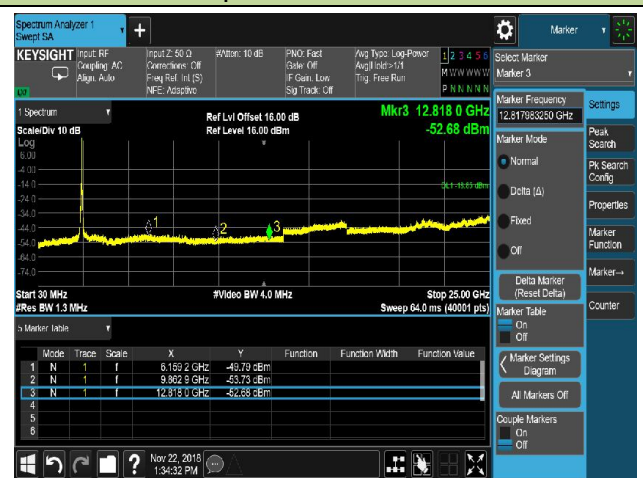 Spectrum Analyzer 1
Swept SA
+
Marker
KEYSIGHT
Input: RF
Coupling: AC
Align: Auto
Input Z: 50 Ω
Corrections: Off
Freq Ref: Int (S)
NFE: Adaptive
#Atten: 10 dB
PNO: Fast
Gate: Off
IF Gain: Low
Sig Track: Off
Avg Type: Log-Power
Avg|Hold:>1/1
Trig: Free Run
1 2 3 4 5 6
M W W W W W
P N N N N N
Select Marker
Marker 3
1 Spectrum
Scale/Div 10 dB
Ref Lvl Offset 16.00 dB
Ref Level 16.00 dBm
Mkr3 12.818 0 GHz
-52.68 dBm
Log
6.00
-4.00
-14.0
-24.0
-34.0
-44.0
-54.0
-64.0
-74.0
1
2
3
Start 30 MHz
#Res BW 1.3 MHz
#Video BW 4.0 MHz
Stop 25.00 GHz
Sweep 64.0 ms (40001 pts)
5 Marker Table
Mode Trace Scale X Y Function Function Width Function Value
1 N 1 f 6.169 2 GHz -49.79 dBm
2 N 1 f 9.862 9 GHz -53.73 dBm
3 N 1 f 12.818 0 GHz -52.68 dBm
4
5
6
Nov 22, 2018
1:34:32 PM
Marker Frequency
12.817983250 GHz
Marker Mode
Normal
Delta (Δ)
Fixed
Off
Delta Marker
(Reset Delta)
Marker Table
On
Off
Marker Settings
Diagram
All Markers Off
Couple Markers
On
Off
Settings
Peak
Search
Pk Search
Config
Properties
Marker
Function
Marker→
Counter